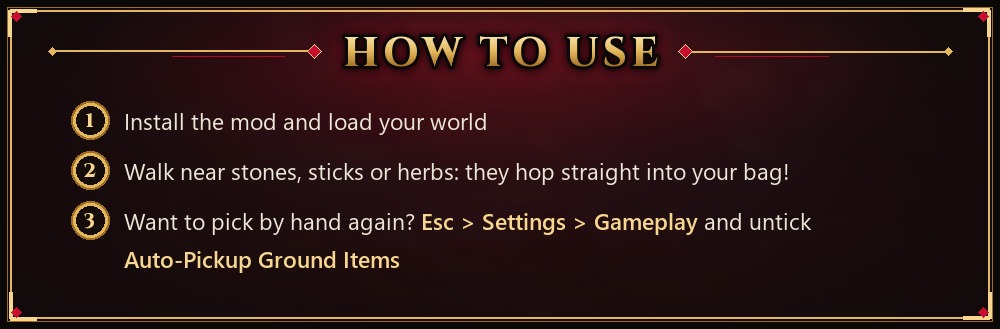 HOW TO USE
1 Install the mod and load your world
2 Walk near stones, sticks or herbs: they hop straight into your bag!
3 Want to pick by hand again? Esc > Settings > Gameplay and untick
Auto-Pickup Ground Items